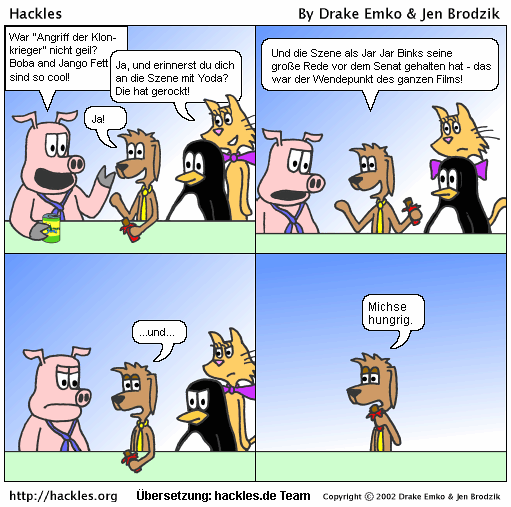 Hackles
By Drake Emko & Jen Brodzik
War "Angriff der Klon-
krieger" nicht geil?
Boba and Jango Fett
sind so cool!
Ja!
Ja, und erinnerst du dich
an die Szene mit Yoda?
Die hat gerockt!
Und die Szene als Jar Jar Binks seine
große Rede vor dem Senat gehalten hat - das
war der Wendepunkt des ganzen Films!
...und...
Michse
hungrig.
http://hackles.org
Übersetzung: hackles.de Team
Copyright © 2002 Drake Emko & Jen Brodzik